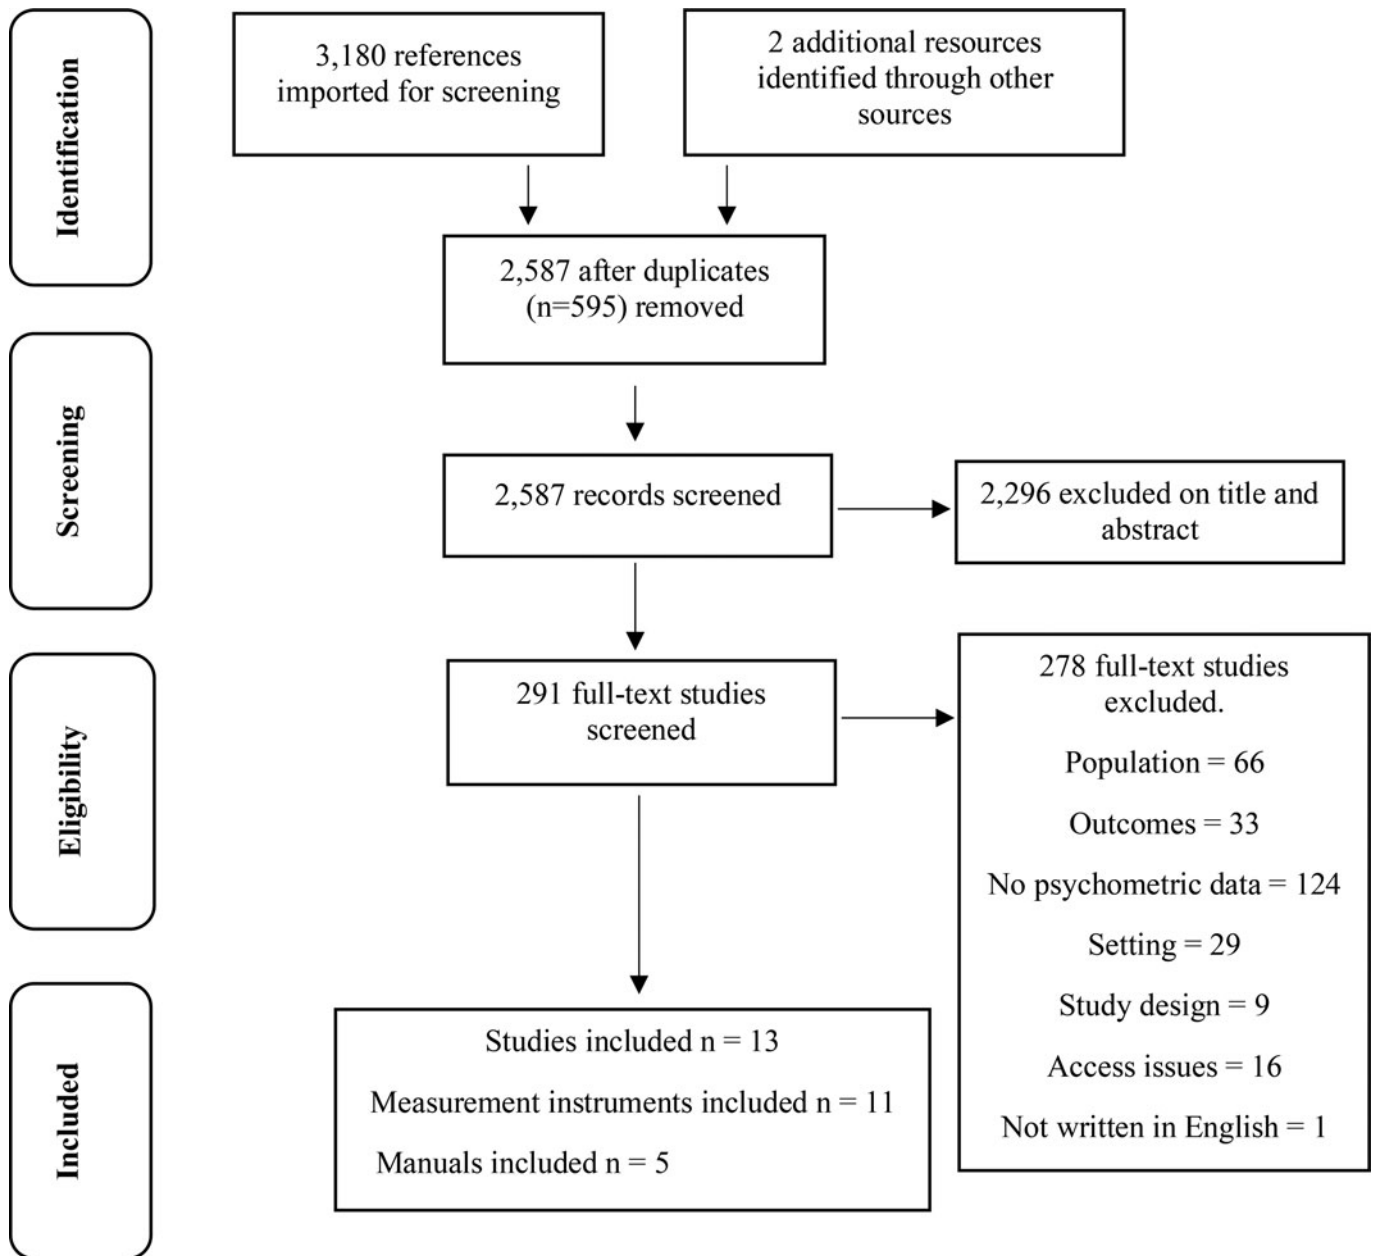 Identification
3,180 references
imported for screening
2 additional resources
identified through other
sources
2,587 after duplicates
(n=595) removed
Screening
2,587 records screened
2,296 excluded on title and
abstract
Eligibility
291 full-text studies
screened
278 full-text studies
excluded.
Population = 66
Outcomes = 33
No psychometric data = 124
Setting = 29
Study design = 9
Access issues = 16
Not written in English = 1
Included
Studies included n = 13
Measurement instruments included n = 11
Manuals included n = 5